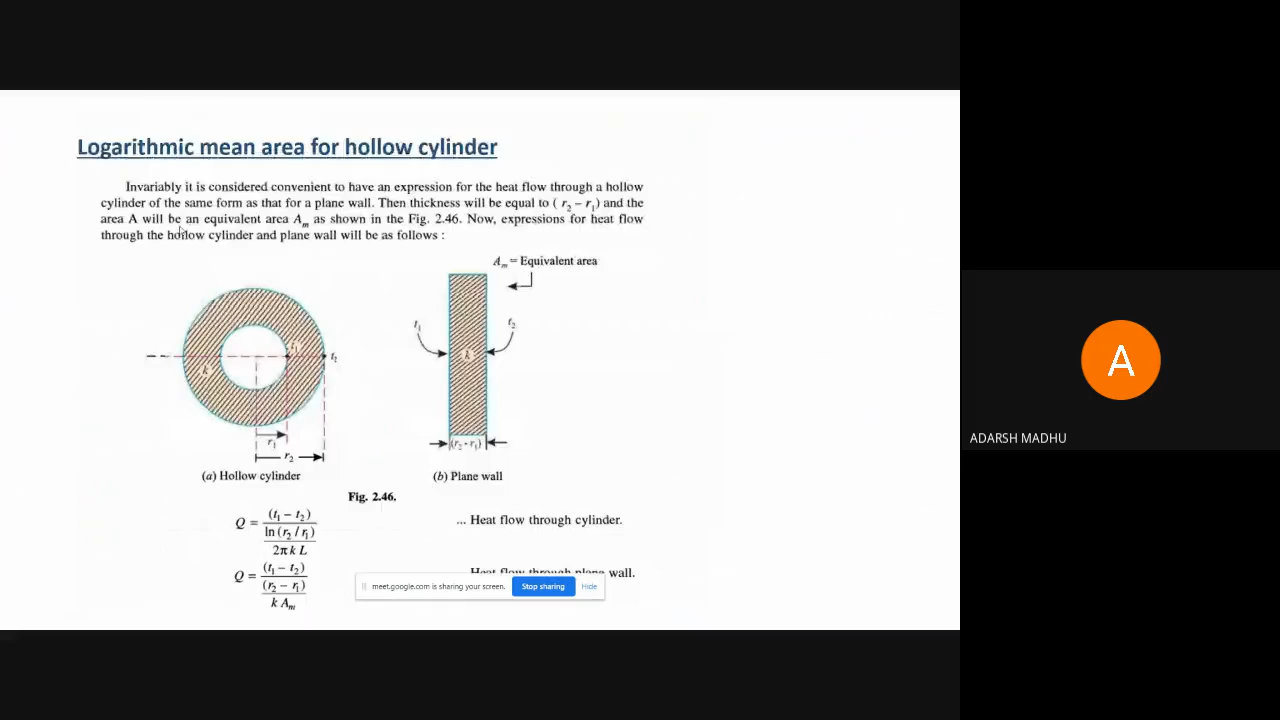 Logarithmic mean area for hollow cylinder
Invariably it is considered convenient to have an expression for the heat flow through a hollow
cylinder of the same form as that for a plane wall. Then thickness will be equal to ( r₂ – r₁) and the
area A will be an equivalent area Aₘ as shown in the Fig. 2.46. Now, expressions for heat flow
through the hollow cylinder and plane wall will be as follows :
Aₘ = Equivalent area
t₁
t₂
t₁
t₂
k
k
r₁
r₂
(r₂ - r₁)
(a) Hollow cylinder
(b) Plane wall
Fig. 2.46.
Q = (t₁ – t₂)
ln (r₂ / r₁)
2π k L
... Heat flow through cylinder.
Q = (t₁ – t₂)
(r₂ – r₁)
k Aₘ
Heat flow through plane wall.
meet.google.com is sharing your screen.
Stop sharing
Hide
A
ADARSH MADHU